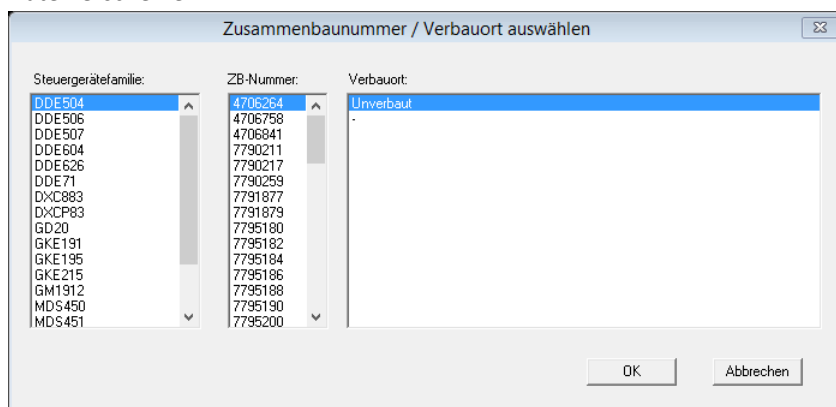 Zusammenbaunummer / Verbauort auswählen
Steuergerätefamilie:
DDE504
DDE506
DDE507
DDE604
DDE626
DDE71
DXC883
DXCP83
GD20
GKE191
GKE195
GKE215
GM1912
MDS450
MDS451
ZB-Nummer:
4706264
4706758
4706841
7790211
7790217
7790259
7791877
7791879
7795180
7795182
7795184
7795186
7795188
7795190
7795200
Verbauort:
Unverbaut
-
OK
Abbrechen